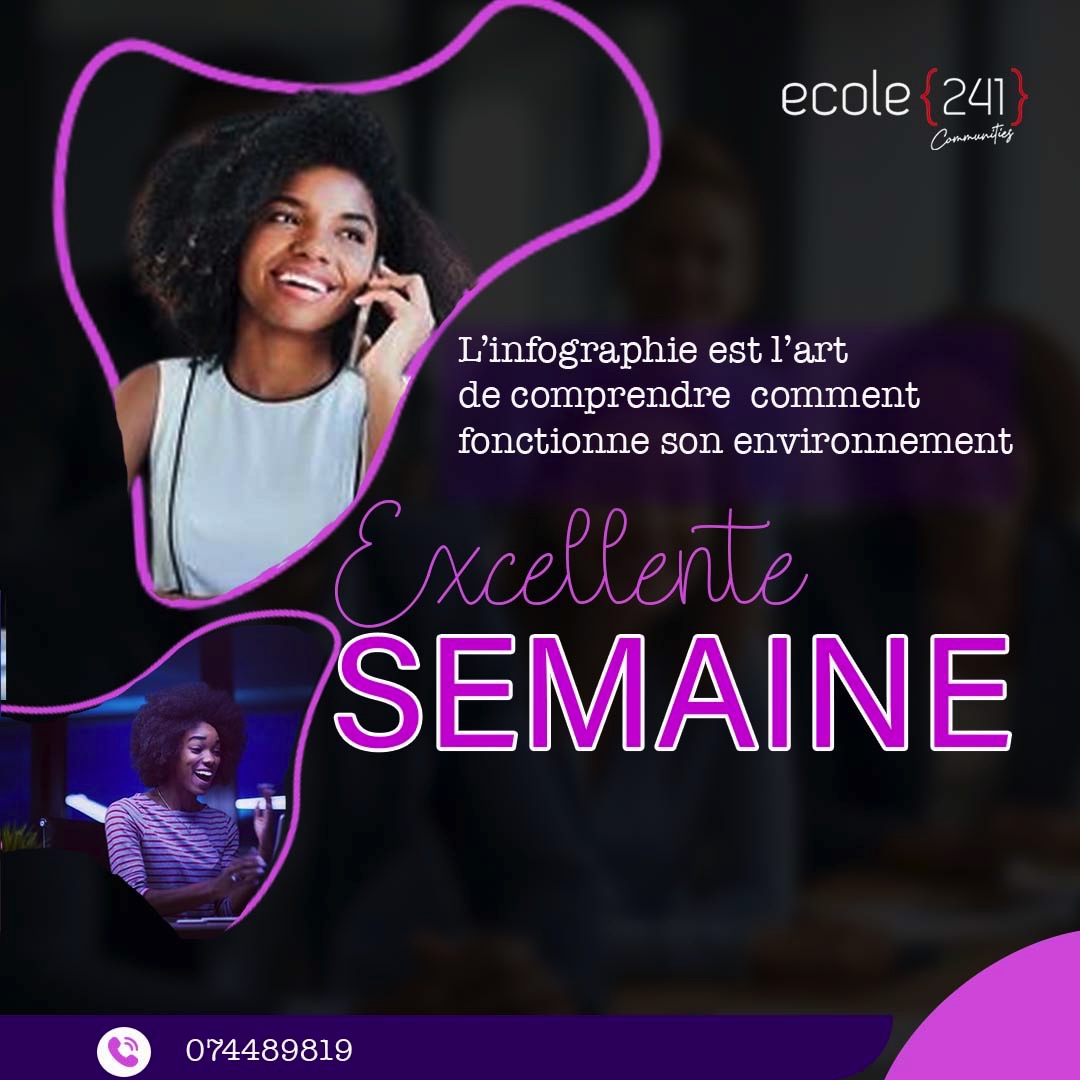 ecole {241}
Communities
L’infographie est l’art
de comprendre comment
fonctionne son environnement
Excellente
SEMAINE
074489819